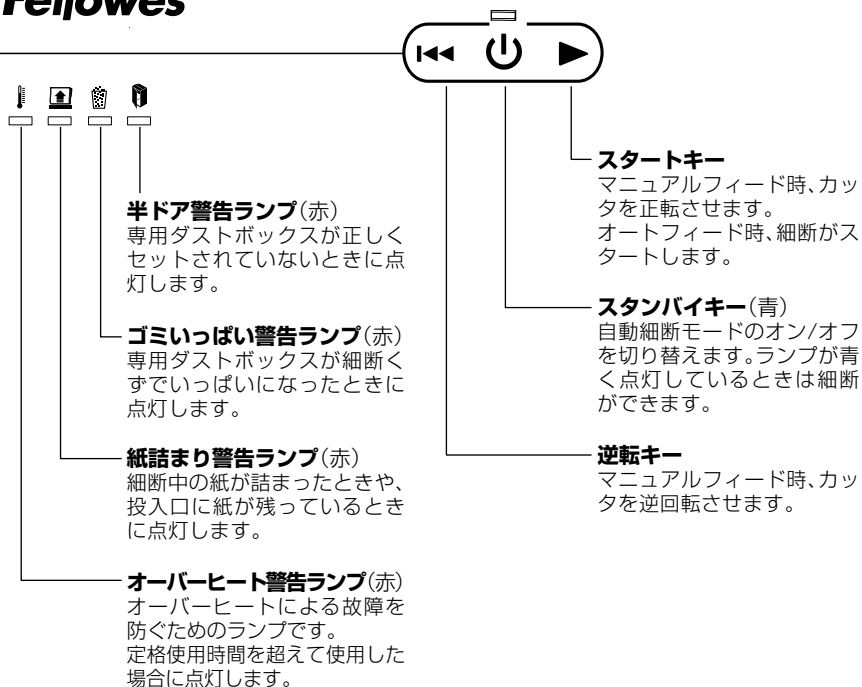 Fellowes
半ドア警告ランプ(赤)
専用ダストボックスが正しく
セットされていないときに点
灯します。
ゴミいっぱい警告ランプ(赤)
専用ダストボックスが細断く
ずでいっぱいになったときに
点灯します。
紙詰まり警告ランプ(赤)
細断中の紙が詰まったときや、
投入口に紙が残っているとき
に点灯します。
オーバーヒート警告ランプ(赤)
オーバーヒートによる故障を
防ぐためのランプです。
定格使用時間を超えて使用した
場合に点灯します。
スタートキー
マニュアルフィード時、カッ
タを正転させます。
オートフィード時、細断がス
タートします。
スタンバイキー(青)
自動細断モードのオン/オフ
を切り替えます。ランプが青
く点灯しているときは細断
ができます。
逆転キー
マニュアルフィード時、カッ
タを逆回転させます。